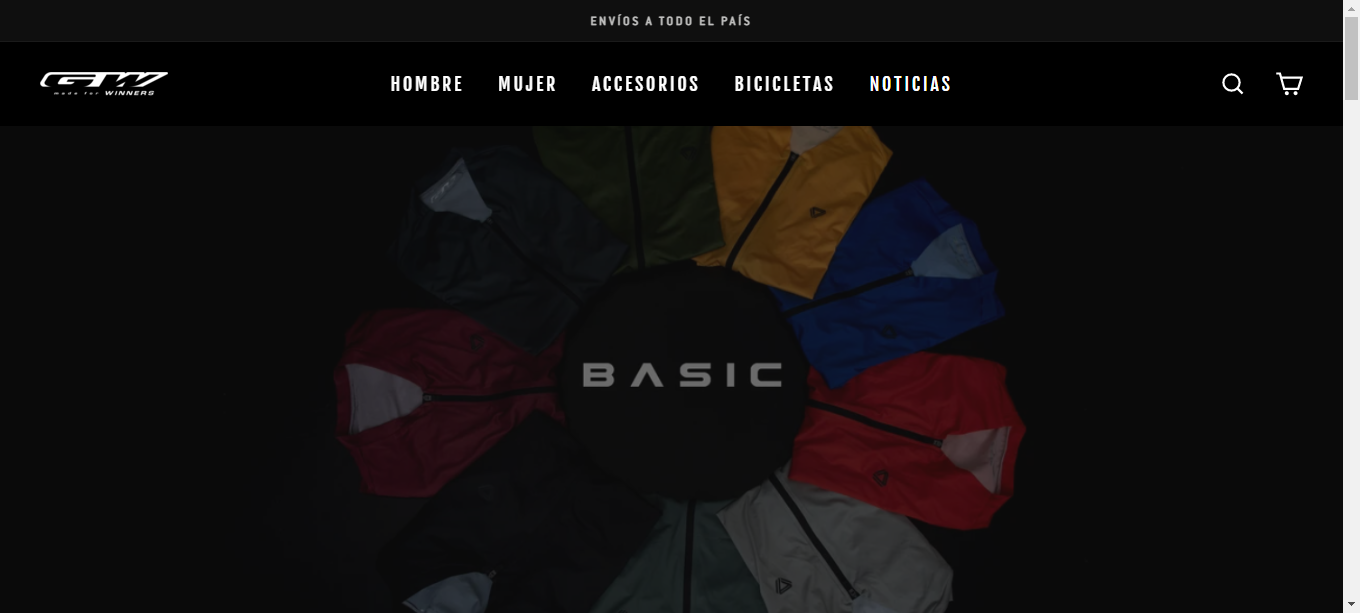 ENVÍOS A TODO EL PAÍS
GW
made for WINNERS
HOMBRE MUJER ACCESORIOS BICICLETAS NOTICIAS
BASIC